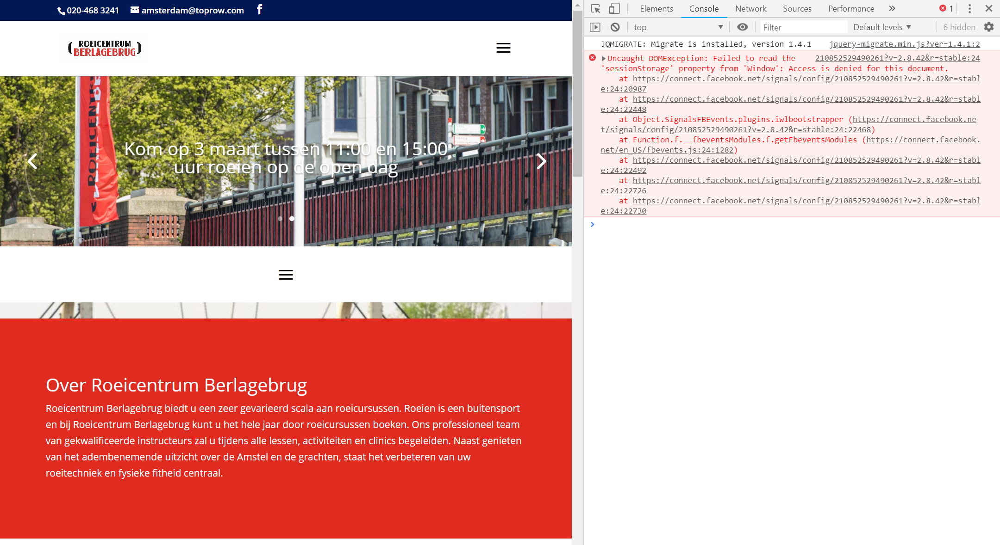 020-468 3241 amsterdam@toprow.com
ROEICENTRUM
BERLAGEBRUG
ROEICENT
Kom op 3 maart tussen 11:00 en 15:00
uur roeien op de open dag
Over Roeicentrum Berlagebrug
Roeicentrum Berlagebrug biedt u een zeer gevarieerd scala aan roeicursussen. Roeien is een buitensport
en bij Roeicentrum Berlagebrug kunt u het hele jaar door roeicursussen boeken. Ons professioneel team
van gekwalificeerde instructeurs zal u tijdens alle lessen, activiteiten en clinics begeleiden. Naast genieten
van het adembenemende uitzicht over de Amstel en de grachten, staat het verbeteren van uw
roeitechniek en fysieke fitheid centraal.
Elements Console Network Sources Performance 1
top Filter Default levels 6 hidden
JQMIGRATE: Migrate is installed, version 1.4.1 jquery-migrate.min.js?ver=1.4.1:2
Uncaught DOMException: Failed to read the 210852529490261?v=2.8.42&r=stable:24
'sessionStorage' property from 'Window': Access is denied for this document.
at https://connect.facebook.net/signals/config/210852529490261?v=2.8.42&r=stabl
e:24:20987
at https://connect.facebook.net/signals/config/210852529490261?v=2.8.42&r=stabl
e:24:22448
at Object.SignalsFBEvents.plugins.iwlbootstrapper (https://connect.facebook.ne
t/signals/config/210852529490261?v=2.8.42&r=stable:24:22468)
at Function.f.__fbeventsModules.f.getFbeventsModules (https://connect.facebook.
net/en_US/fbevents.js:24:1282)
at https://connect.facebook.net/signals/config/210852529490261?v=2.8.42&r=stabl
e:24:22492
at https://connect.facebook.net/signals/config/210852529490261?v=2.8.42&r=stabl
e:24:22726
at https://connect.facebook.net/signals/config/210852529490261?v=2.8.42&r=stabl
e:24:22730